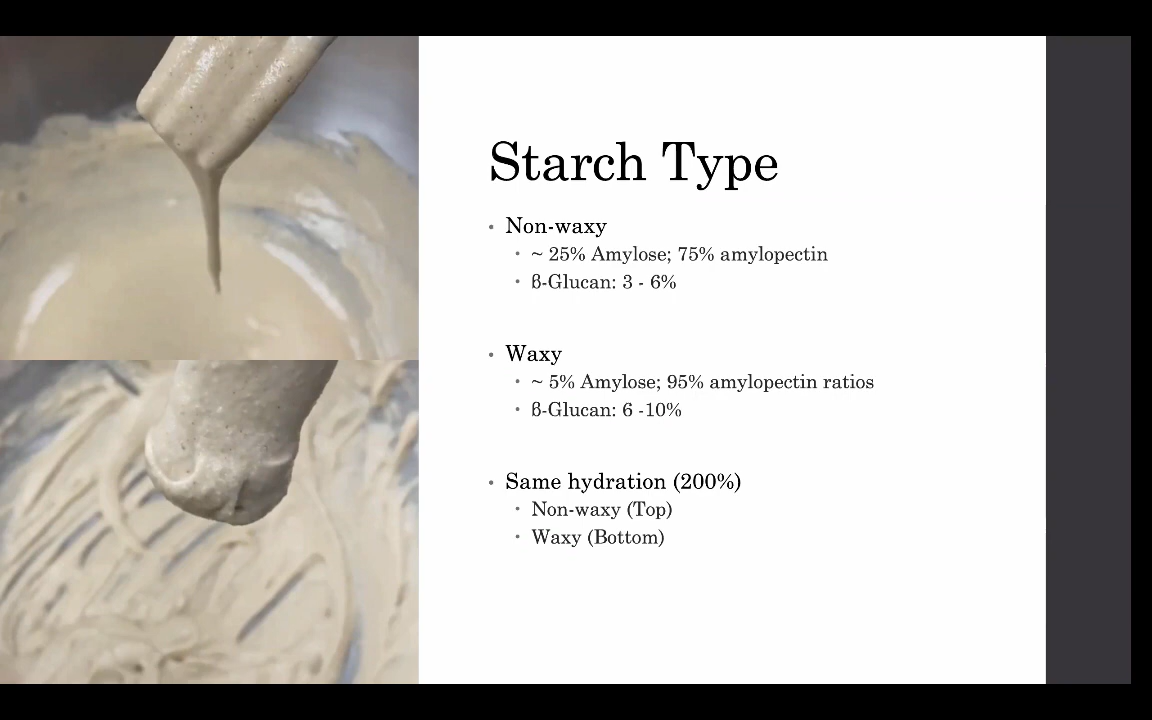 Starch Type
• Non-waxy
• ~ 25% Amylose; 75% amylopectin
• ß-Glucan: 3 - 6%
• Waxy
• ~ 5% Amylose; 95% amylopectin ratios
• ß-Glucan: 6 -10%
• Same hydration (200%)
• Non-waxy (Top)
• Waxy (Bottom)